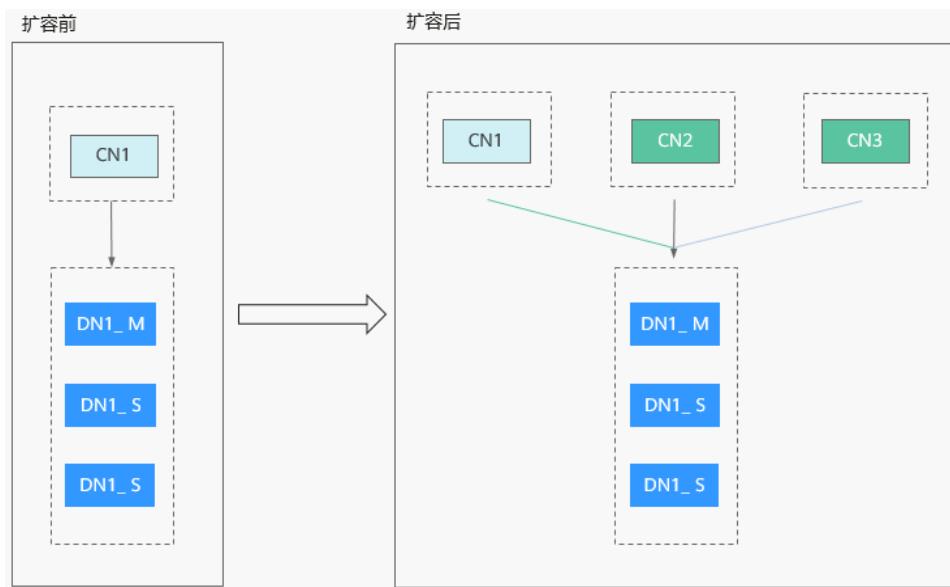 扩容前
扩容后
CN1
CN1
CN2
CN3
DN1_ M
DN1_ M
DN1_ S
DN1_ S
DN1_ S
DN1_ S